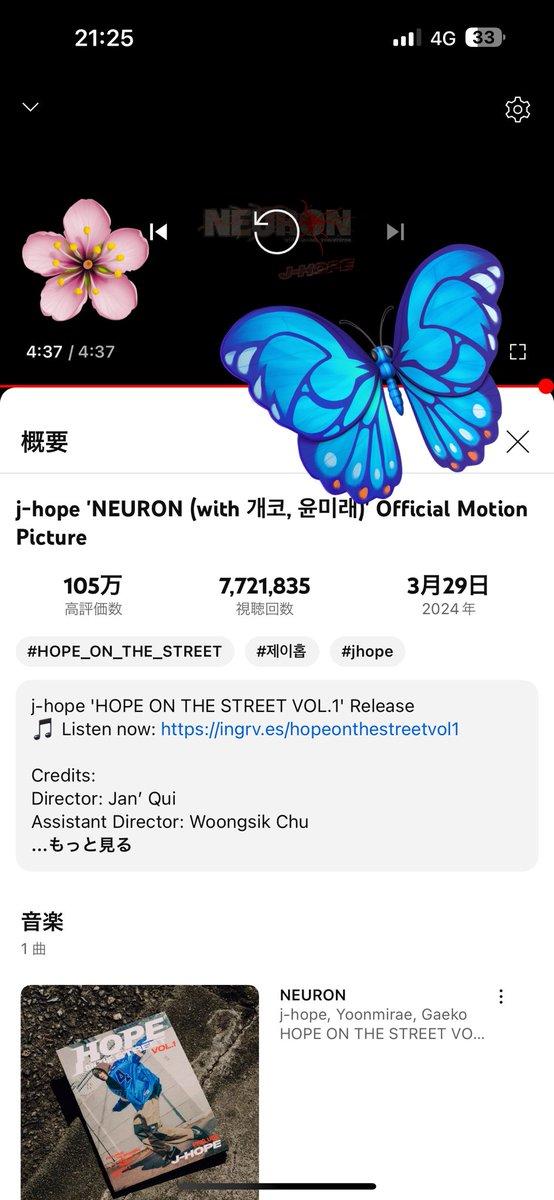 21:25
4G
33
NEURON
J-HOPE
4:37 / 4:37
概要
j-hope 'NEURON (with 개코, 윤미래)' Official Motion
Picture
105万
7,721,835
3月29日
高評価数
視聴回数
2024年
#HOPE_ON_THE_STREET
#제이홉
#jhope
j-hope 'HOPE ON THE STREET VOL.1' Release
🎵 Listen now: https://ingrv.es/hopeonthestreetvol1
Credits:
Director: Jan' Qui
Assistant Director: Woongsik Chu
...もっと見る
音楽
1 曲
NEURON
j-hope, Yoonmirae, Gaeko
HOPE ON THE STREET VO...
HOPE
VOL.1
J-HOPE